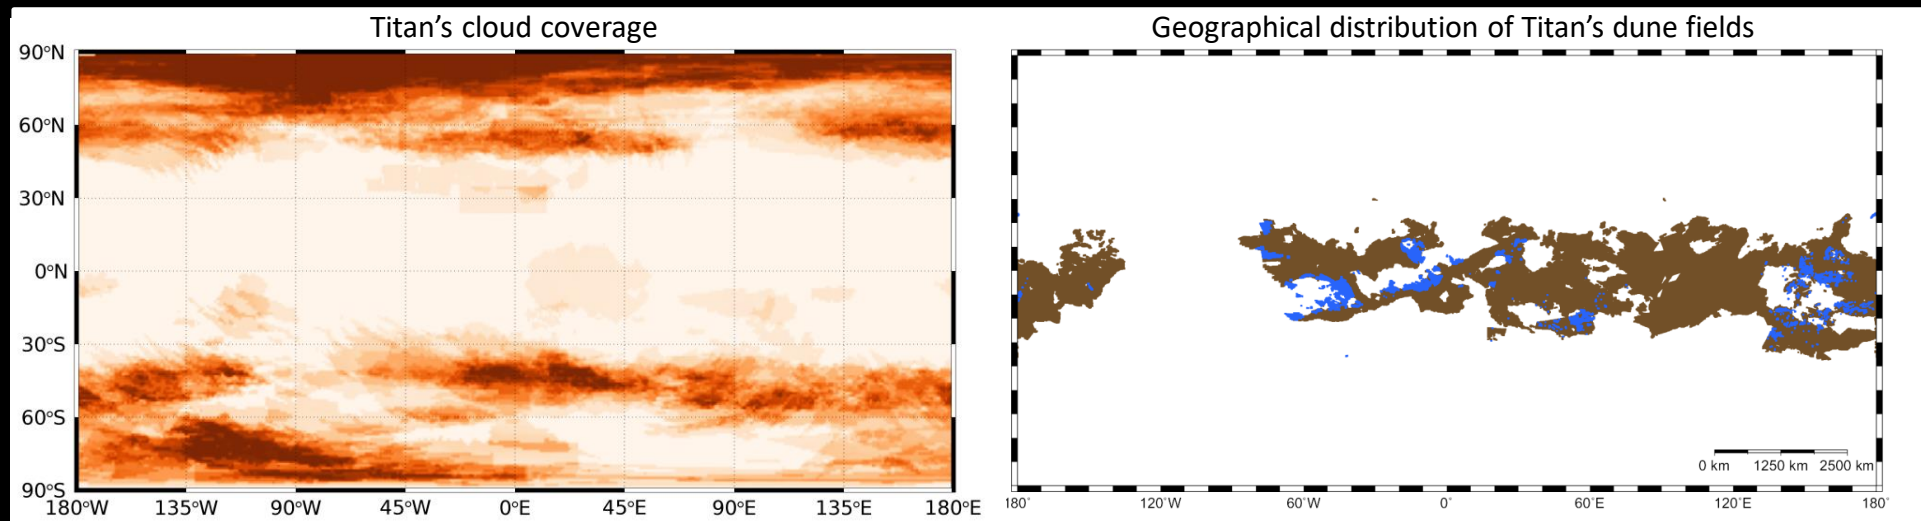 Titan’s cloud coverage
90°N
60°N
30°N
0°N
30°S
60°S
90°S
180°W 135°W 90°W 45°W 0°E 45°E 90°E 135°E 180°E
Geographical distribution of Titan’s dune fields
0 km 1250 km 2500 km
180° 120°W 60°W 0° 60°E 120°E 180°